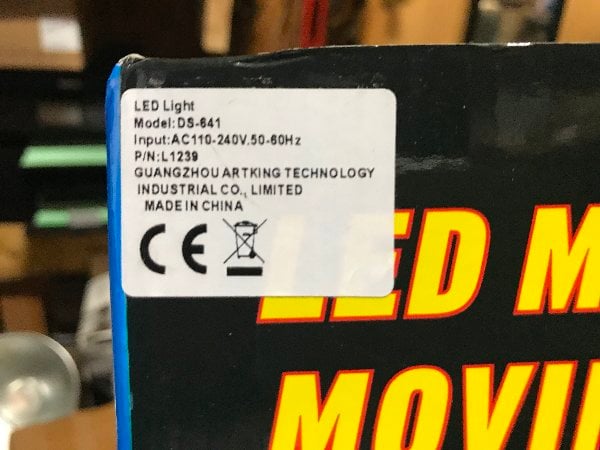 LED Light
Model:DS-641
Input:AC110-240V.50-60Hz
P/N:L1239
GUANGZHOU ARTKING TECHNOLOGY
INDUSTRIAL CO., LIMITED
MADE IN CHINA
CE
LED M
MOVI